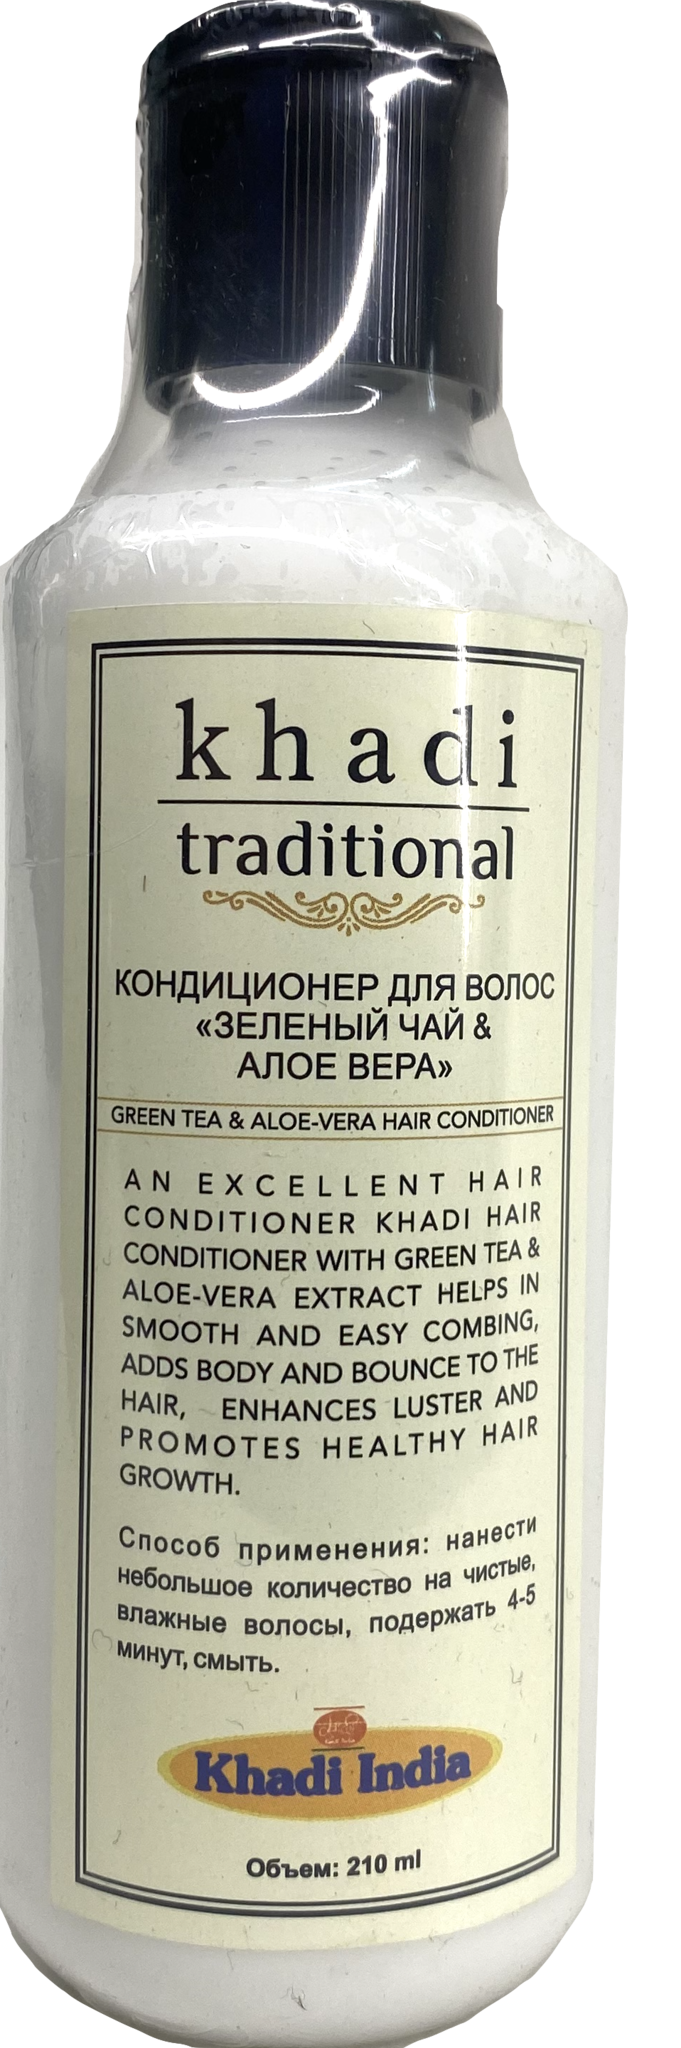 khadi
traditional
КОНДИЦИОНЕР ДЛЯ ВОЛОС
«ЗЕЛЕНЫЙ ЧАЙ &
АЛОЕ ВЕРА»
GREEN TEA & ALOE-VERA HAIR CONDITIONER
AN EXCELLENT HAIR
CONDITIONER KHADI HAIR
CONDITIONER WITH GREEN TEA &
ALOE-VERA EXTRACT HELPS IN
SMOOTH AND EASY COMBING,
ADDS BODY AND BOUNCE TO THE
HAIR, ENHANCES LUSTER AND
PROMOTES HEALTHY HAIR
GROWTH.
Способ применения: нанести
небольшое количество на чистые,
влажные волосы, подержать 4-5
минут, смыть.
Khadi India
Объем: 210 ml